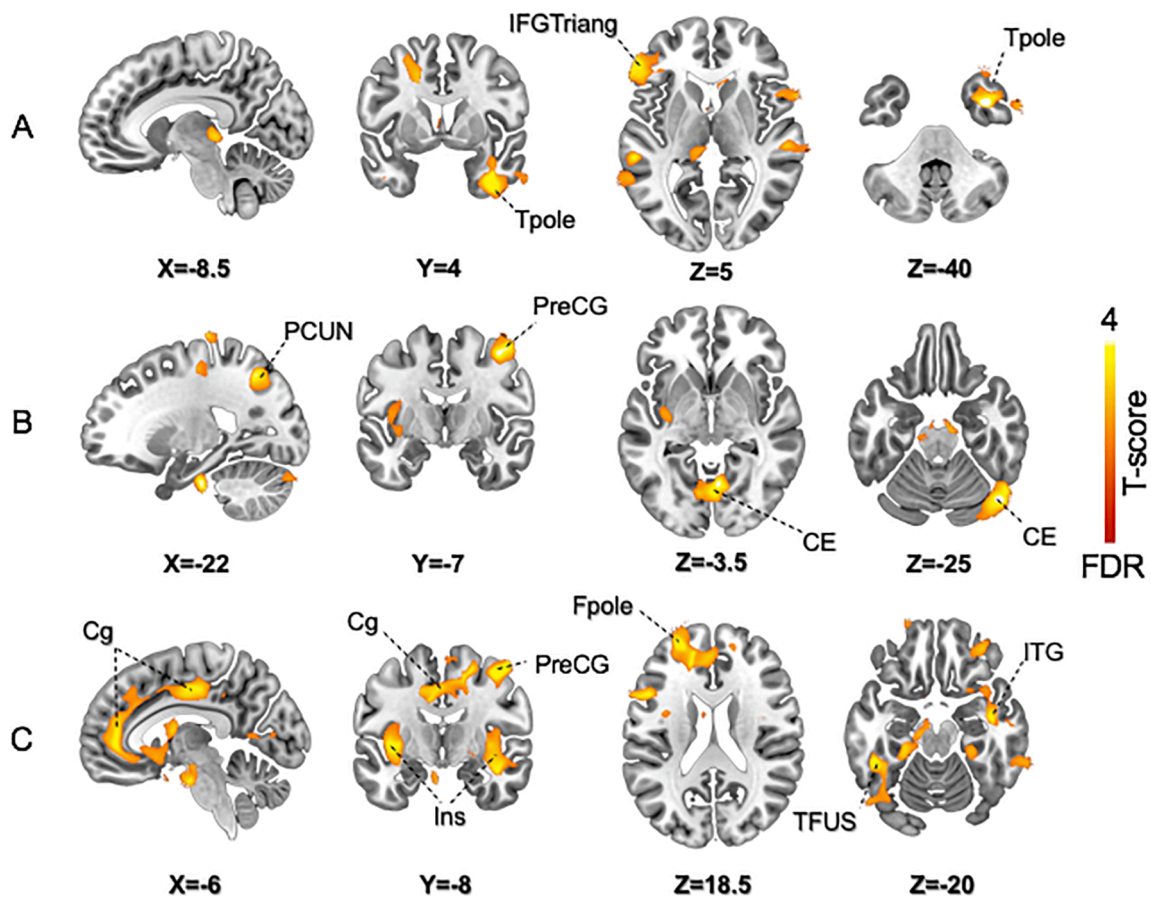 A
IFGTriang
Tpole
Tpole
X=-8.5
Y=4
Z=5
Z=-40
B
PCUN
PreCG
CE
CE
X=-22
Y=-7
Z=-3.5
Z=-25
4
T-score
FDR
C
Cg
Cg
PreCG
Ins
Fpole
ITG
TFUS
X=-6
Y=-8
Z=18.5
Z=-20